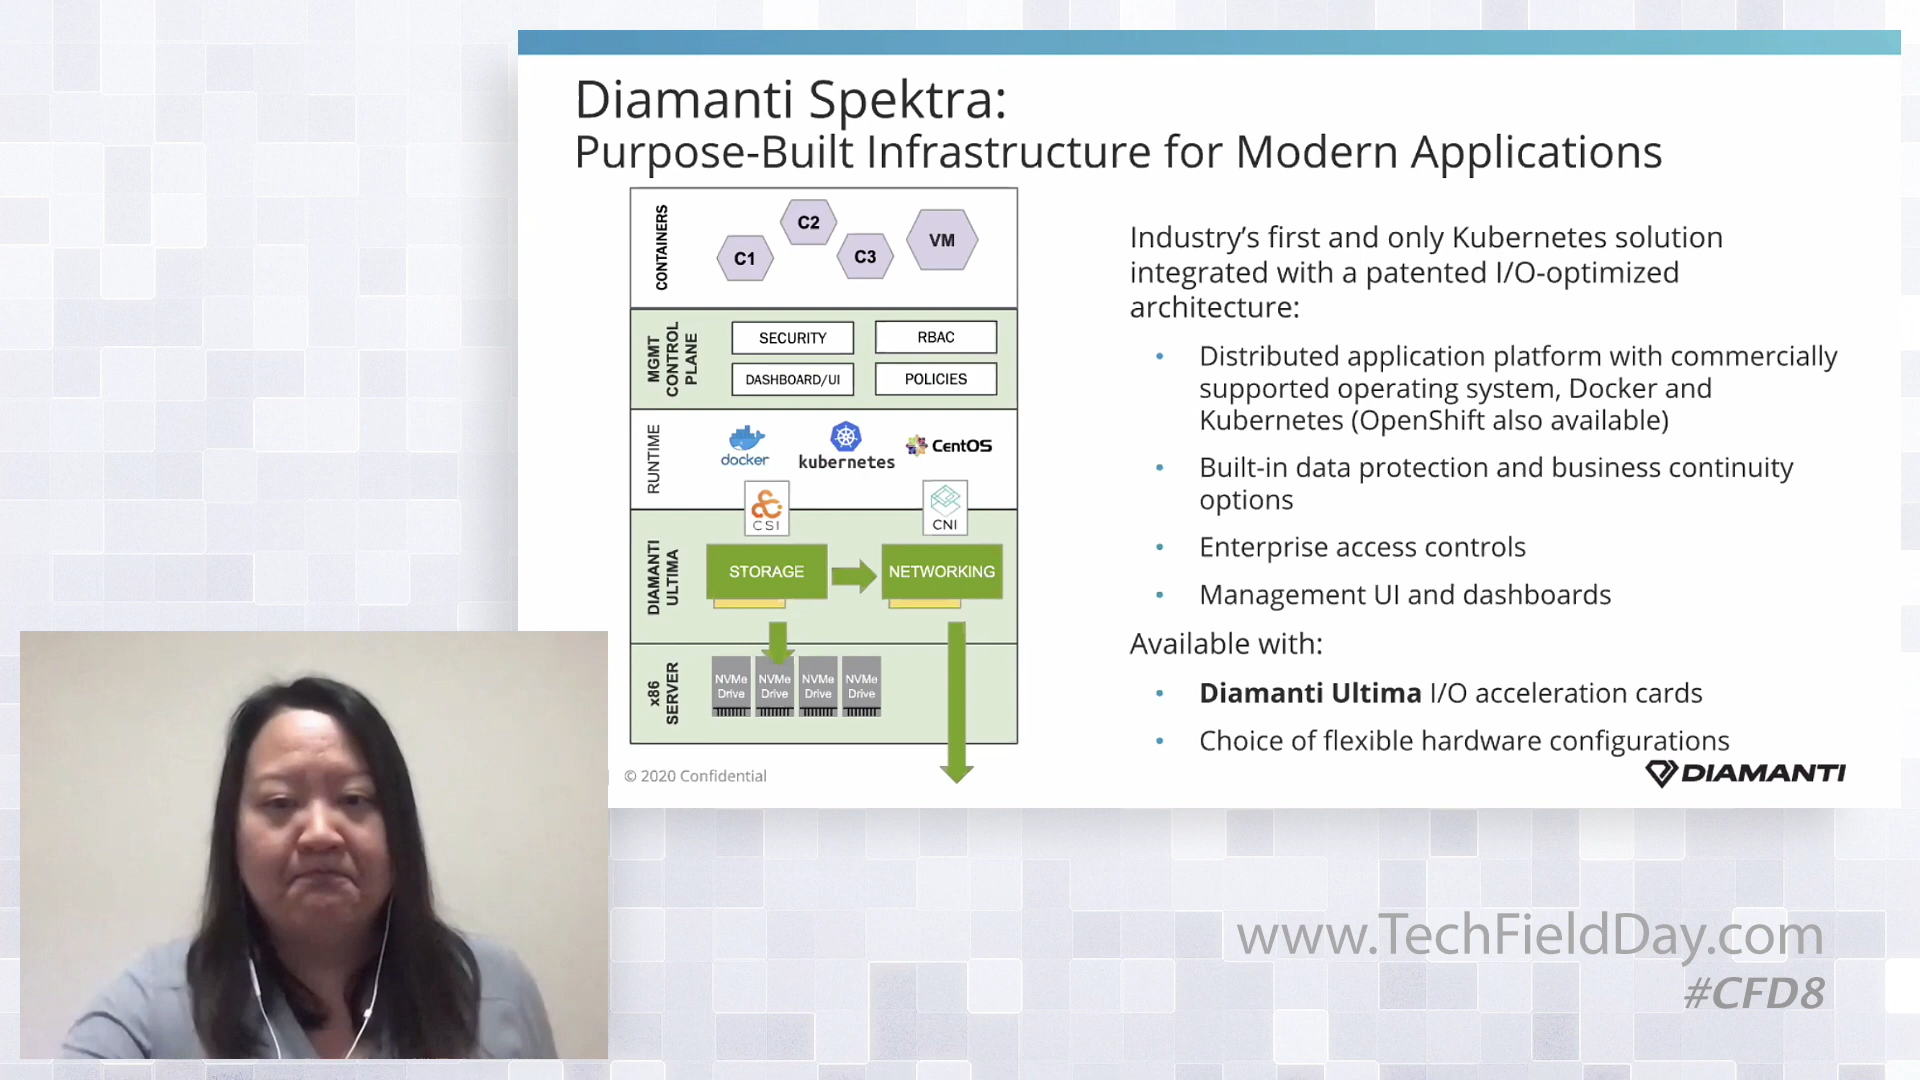 Diamanti Spektra:
Purpose-Built Infrastructure for Modern Applications
CONTAINERS
C1
C2
C3
VM
MGMT
CONTROL
PLANE
SECURITY
RBAC
DASHBOARD/UI
POLICIES
RUNTIME
docker
kubernetes
CentOS
CSI
CNI
DIAMANTI
ULTIMA
STORAGE
NETWORKING
x86
SERVER
NVMe
Drive
NVMe
Drive
NVMe
Drive
NVMe
Drive
© 2020 Confidential
Industry’s first and only Kubernetes solution
integrated with a patented I/O-optimized
architecture:
• Distributed application platform with commercially
supported operating system, Docker and
Kubernetes (OpenShift also available)
• Built-in data protection and business continuity
options
• Enterprise access controls
• Management UI and dashboards
Available with:
• Diamanti Ultima I/O acceleration cards
• Choice of flexible hardware configurations
DIAMANTI
www.TechFieldDay.com
#CFD8